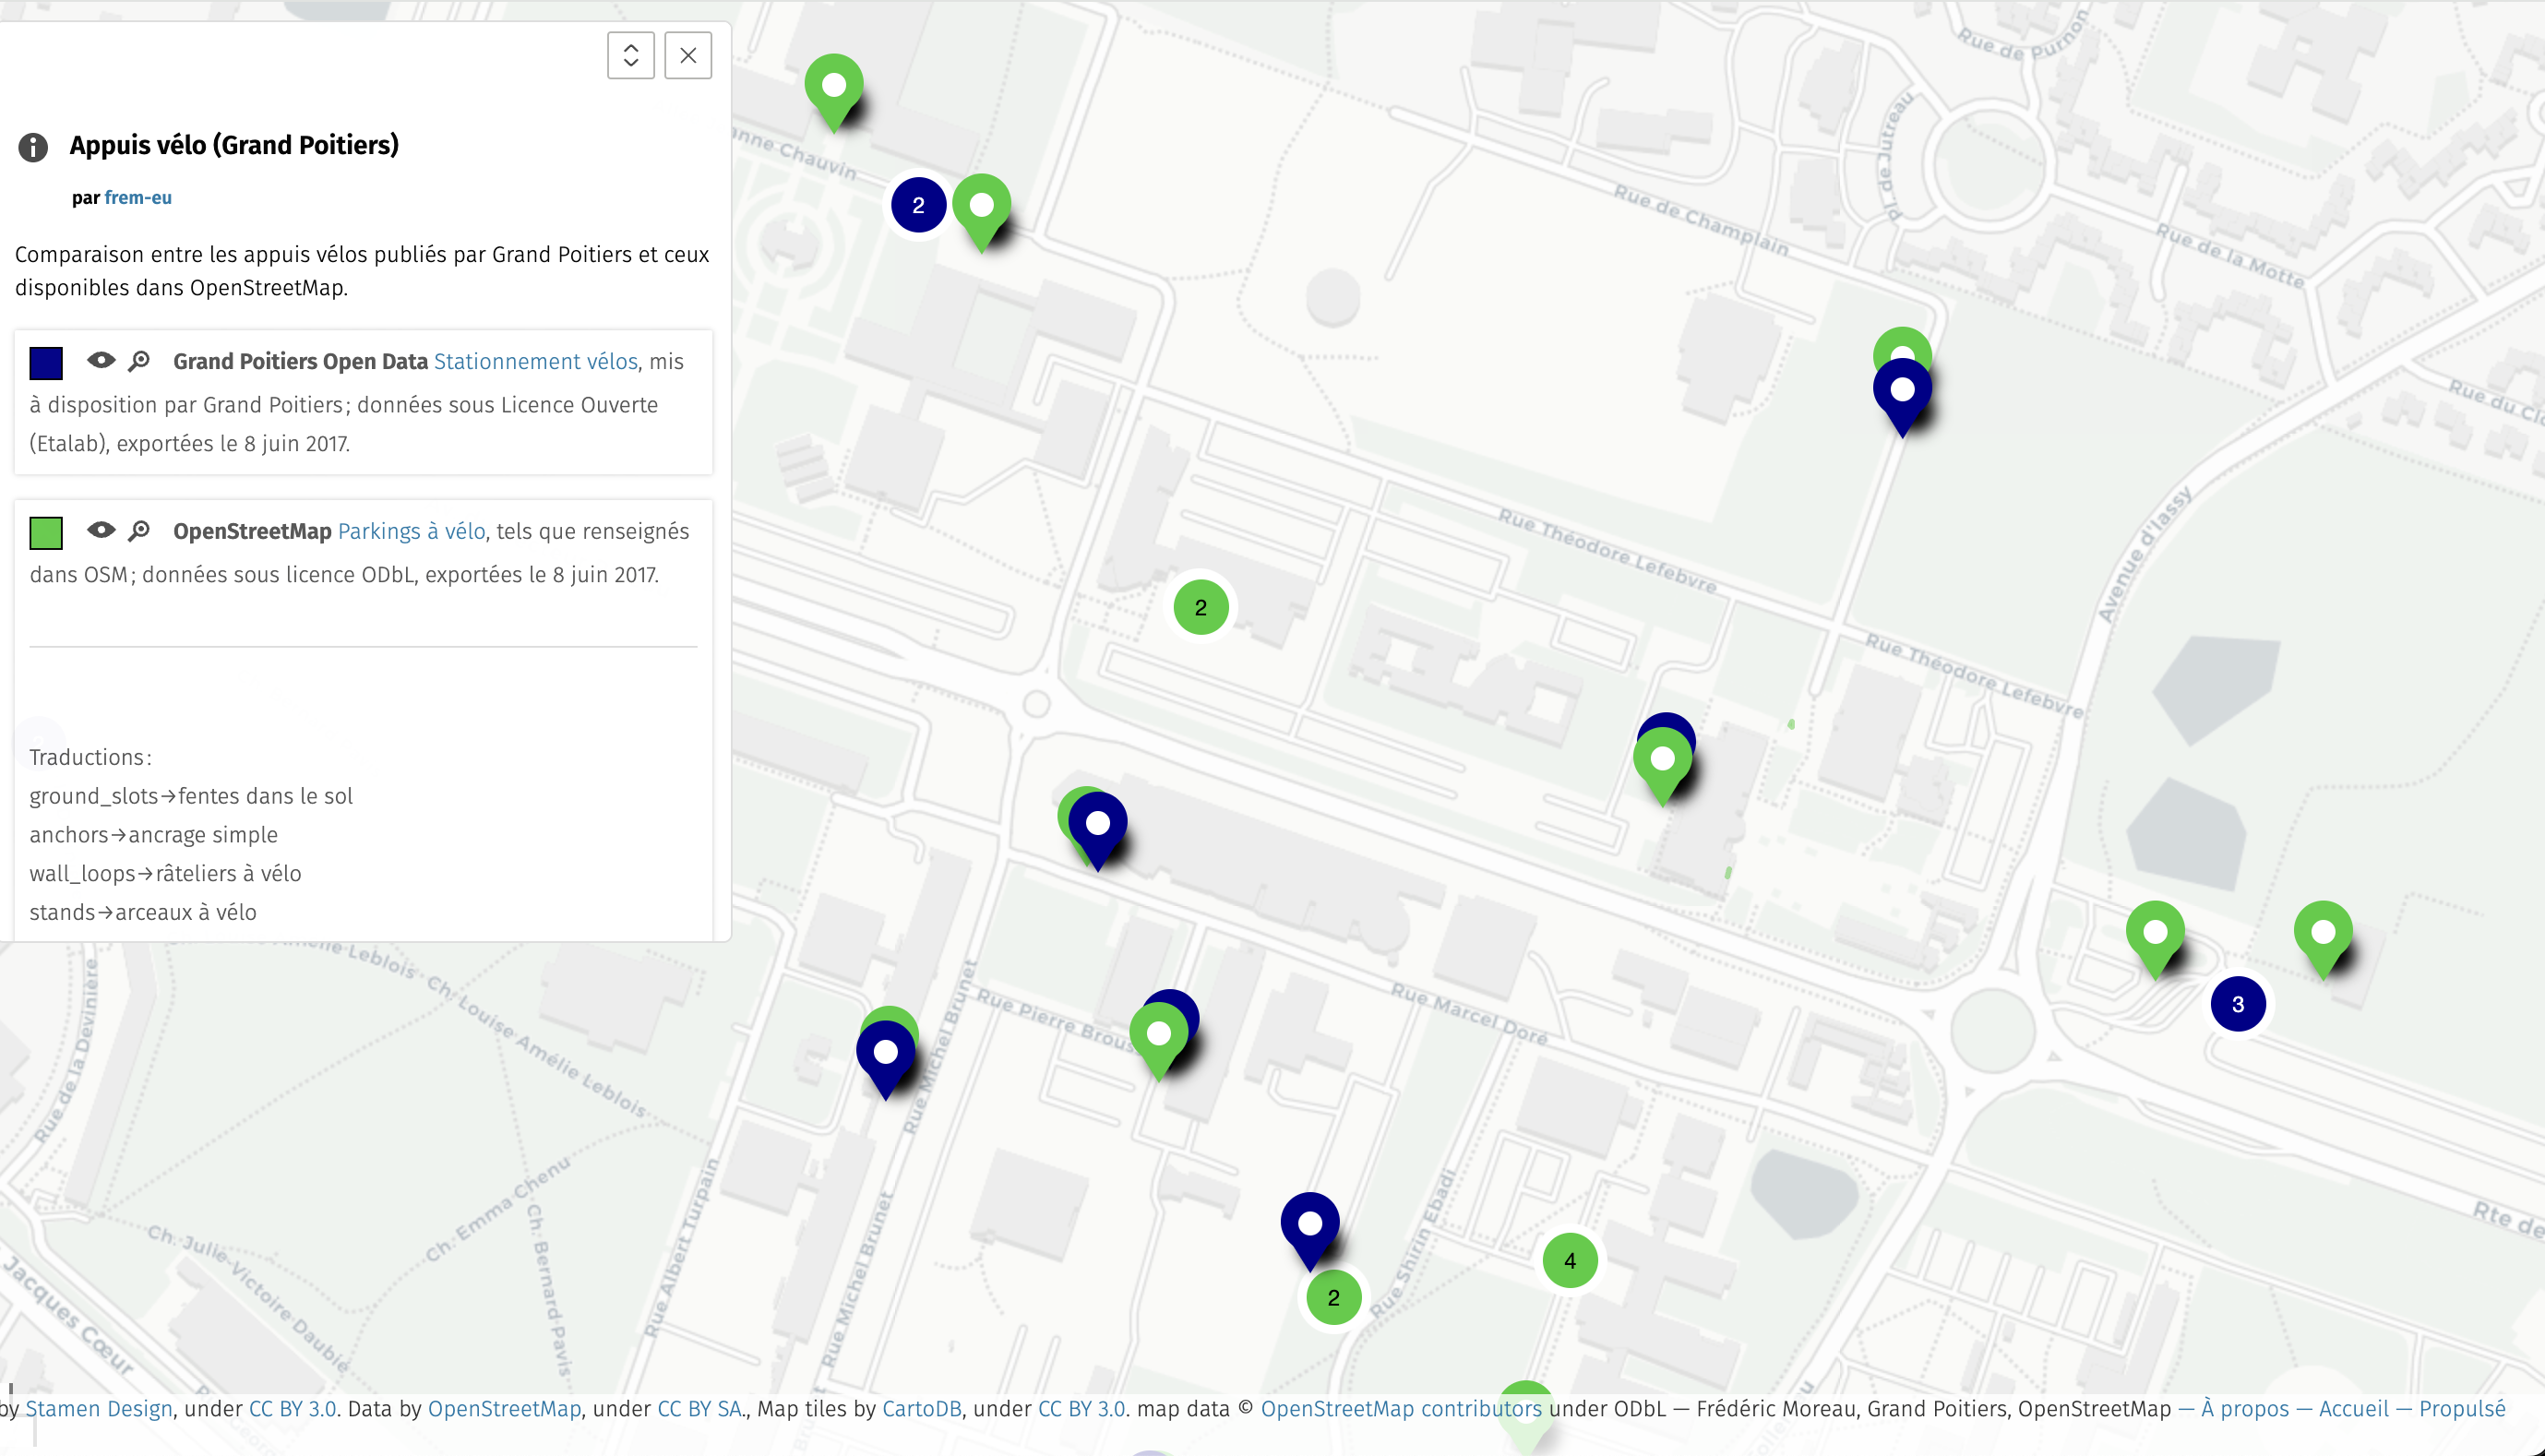 Appuis vélo (Grand Poitiers)
par frem-eu
Comparaison entre les appuis vélos publiés par Grand Poitiers et ceux
disponibles dans OpenStreetMap.
Grand Poitiers Open Data Stationnement vélos, mis
à disposition par Grand Poitiers ; données sous Licence Ouverte
(Etalab), exportées le 8 juin 2017.
OpenStreetMap Parkings à vélo, tels que renseignés
dans OSM ; données sous licence ODbL, exportées le 8 juin 2017.
Traductions :
ground_slots→fentes dans le sol
anchors→ancrage simple
wall_loops→râteliers à vélo
stands→arceaux à vélo
Rue de Purnon
Pl. de Jutreau
anne Chauvin
2
Rue de Champlain
Rue de la Motte
Rue du Clo
Rue Théodore Lefebvre
Avenue d'Iassy
2
Rue Théodore Lefebvre
Leblois
Ch. Louise Amélie Leblois
Rue de la Devinière
Rue Michel Brunet
Rue Pierre Brous
Rue Marcel Doré
3
Ch. Emma Chenu
Ch. Julie-Victoire Daubié
Ch. Bernard Pavis
Rue Albert Turpain
Rue Michel Brunet
Rue Shirin Ebadi
4
2
Rte de
Jacques Cœur
by Stamen Design, under CC BY 3.0. Data by OpenStreetMap, under CC BY SA., Map tiles by CartoDB, under CC BY 3.0. map data © OpenStreetMap contributors under ODbL — Frédéric Moreau, Grand Poitiers, OpenStreetMap — À propos — Accueil — Propulsé